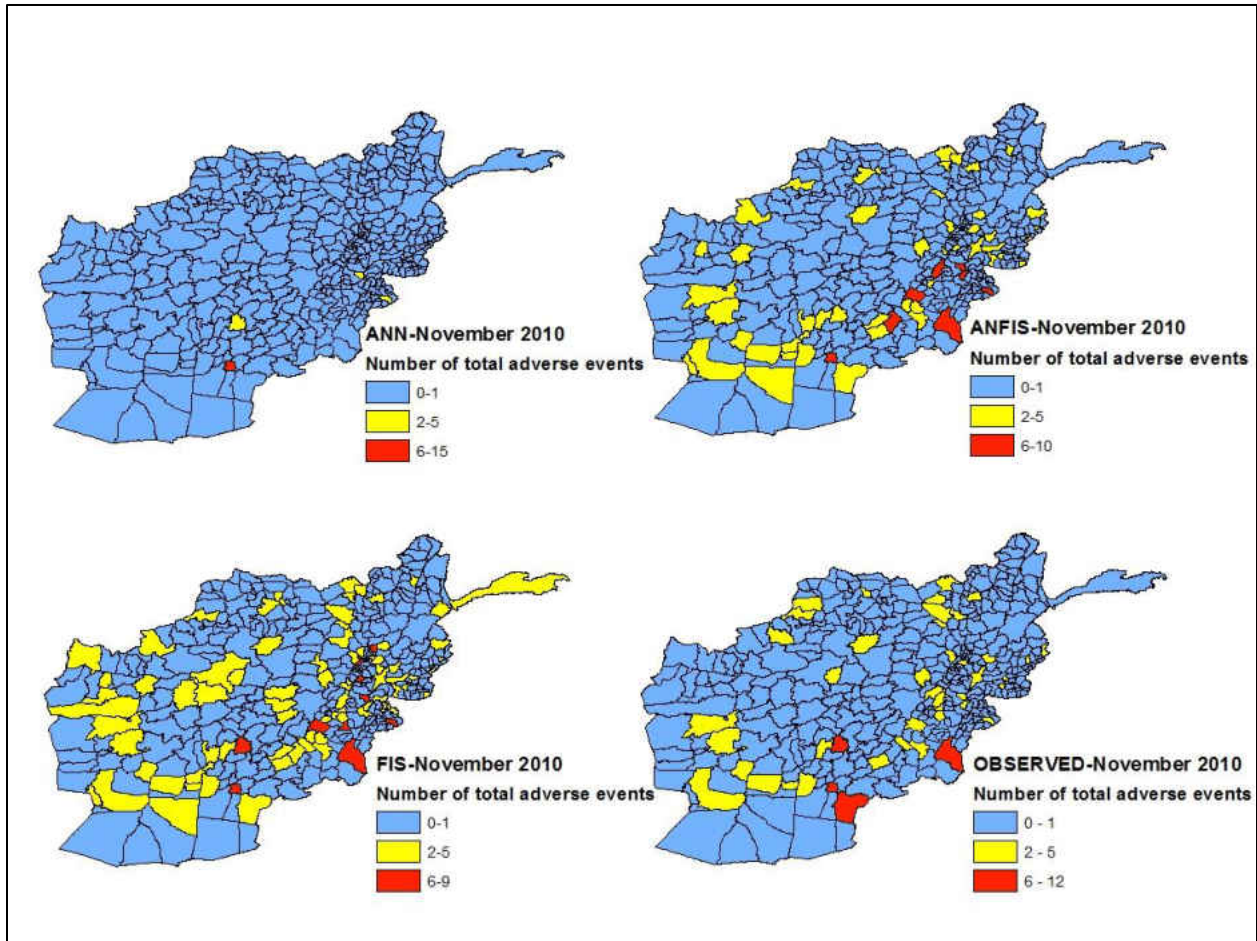 ANN-November 2010
Number of total adverse events
0-1
2-5
6-15
ANFIS-November 2010
Number of total adverse events
0-1
2-5
6-10
FIS-November 2010
Number of total adverse events
0-1
2-5
6-9
OBSERVED-November 2010
Number of total adverse events
0 - 1
2 - 5
6 - 12